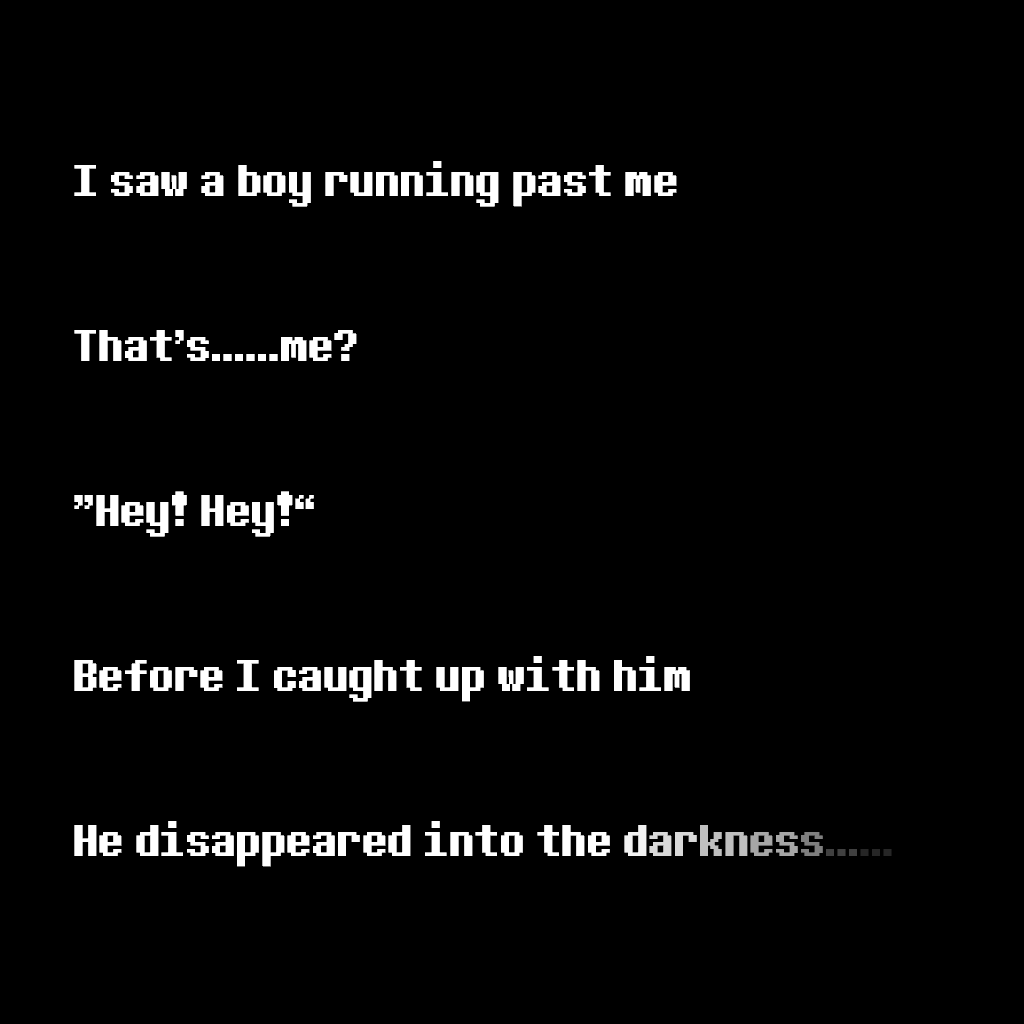 I saw a boy running past me
That’s......me?
”Hey! Hey!“
Before I caught up with him
He disappeared into the darkness......